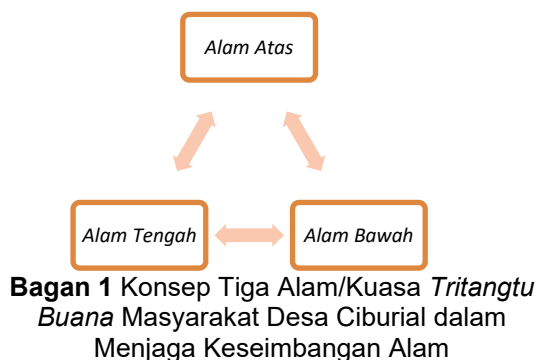 Alam Atas
Alam Tengah
Alam Bawah
Bagan 1 Konsep Tiga Alam/Kuasa Tritangtu
Buana Masyarakat Desa Ciburial dalam
Menjaga Keseimbangan Alam